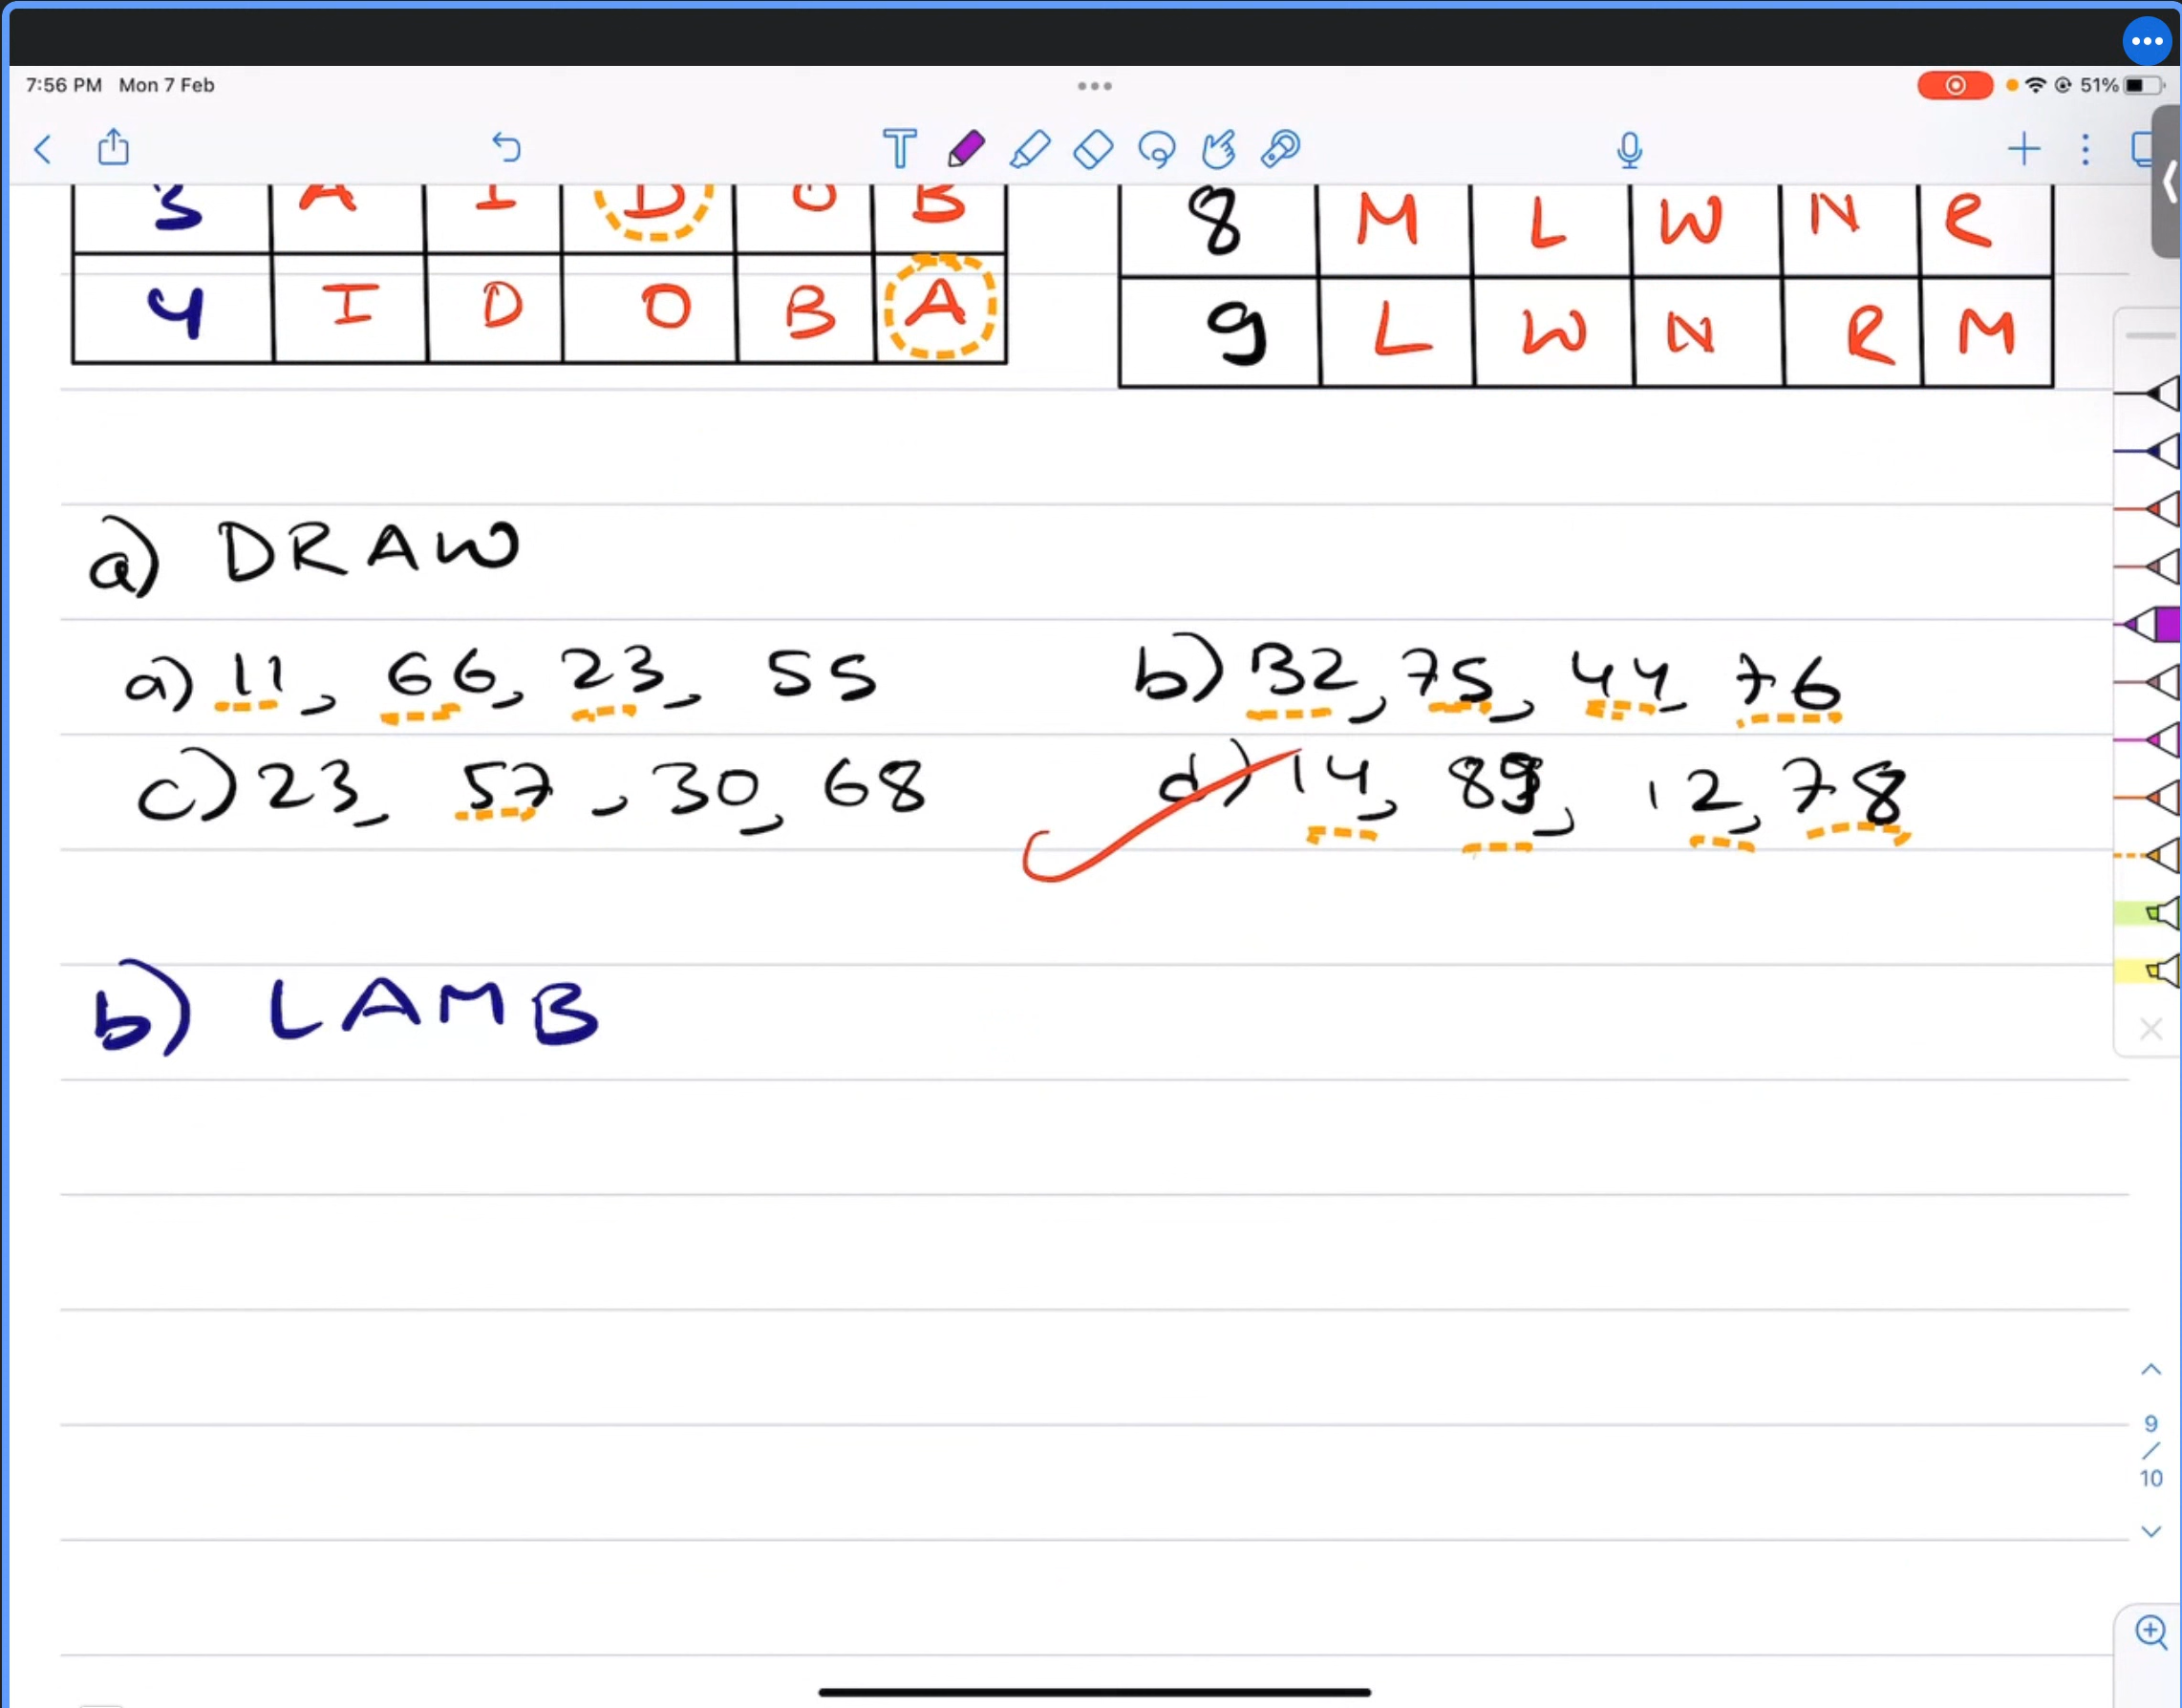 7:56 PM Mon 7 Feb 51%
T
3 A I D O B
4 I D O B A
8 M L W N R
9 L W N R M
a) DRAW
a) 11, 66, 23, 55 b) 32, 75, 44, 76
c) 23, 57, 30, 68 d) 14, 89, 12, 78
b) LAMB
9
/
10